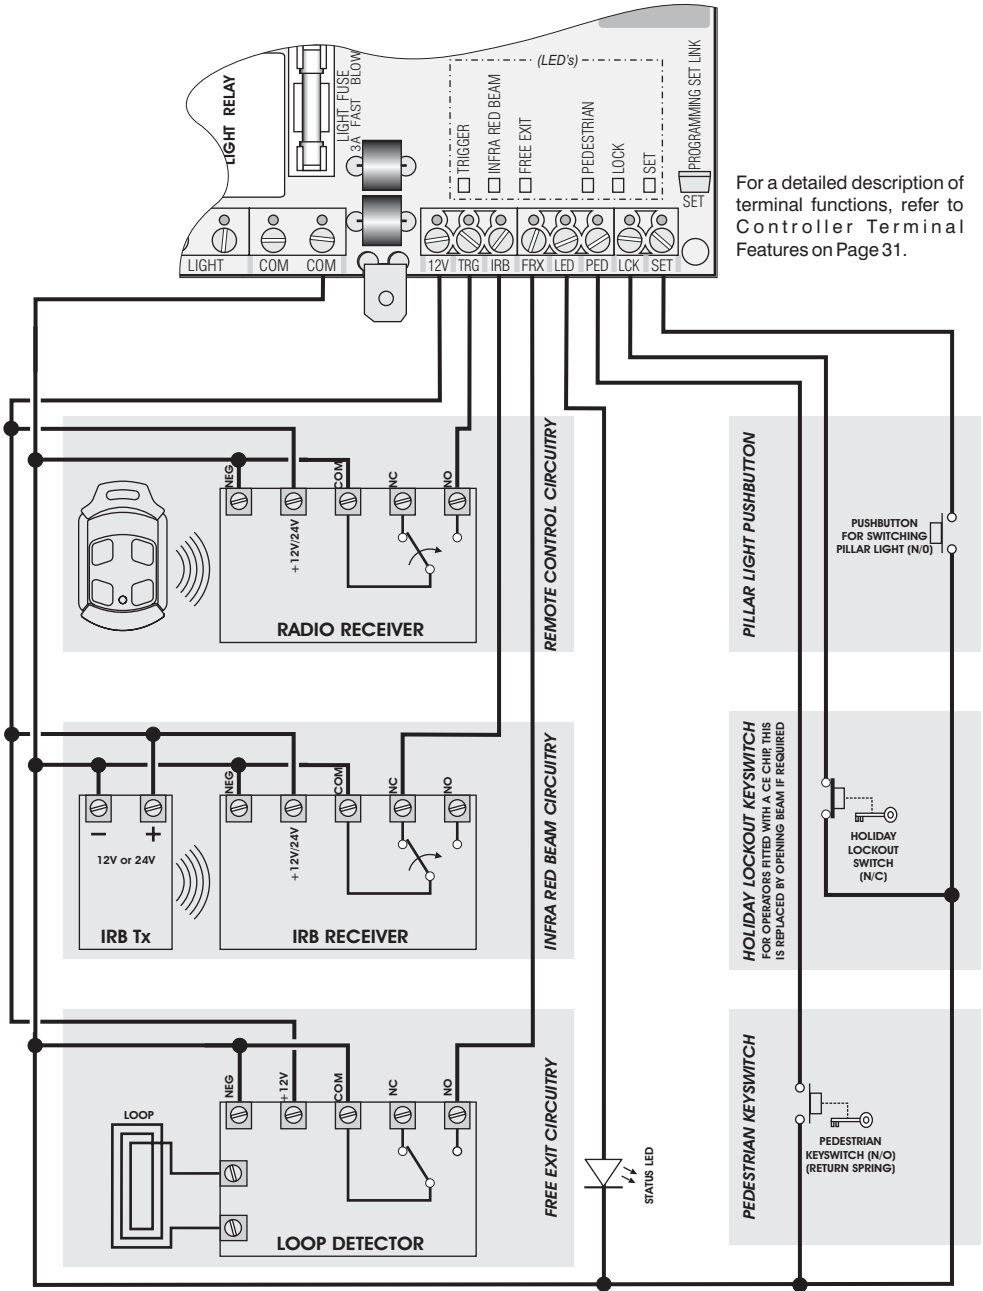 (LED's)
LIGHT RELAY
LIGHT FUSE
3A FAST BLOW
TRIGGER
INFRA RED BEAM
FREE EXIT
PEDESTRIAN
LOCK
SET
PROGRAMMING SET LINK
SET
LIGHT COM COM 12V TRG IRB FRX LED PED LCK SET
For a detailed description of
terminal functions, refer to
Controller Terminal
Features on Page 31.
NEG
+12V/24V
COM
NC
NO
RADIO RECEIVER
REMOTE CONTROL CIRCUITRY
PILLAR LIGHT PUSHBUTTON
PUSHBUTTON
FOR SWITCHING
PILLAR LIGHT (N/0)
– +
12V or 24V
IRB Tx
NEG
+12V/24V
COM
NC
NO
IRB RECEIVER
INFRA RED BEAM CIRCUITRY
HOLIDAY LOCKOUT KEYSWITCH
FOR OPERATORS FITTED WITH A CE CHIP, THIS
IS REPLACED BY OPENING BEAM IF REQUIRED
HOLIDAY
LOCKOUT
SWITCH
(N/C)
LOOP
NEG
+12V
COM
NC
NO
LOOP DETECTOR
FREE EXIT CIRCUITRY
STATUS LED
PEDESTRIAN KEYSWITCH
PEDESTRIAN
KEYSWITCH (N/O)
(RETURN SPRING)